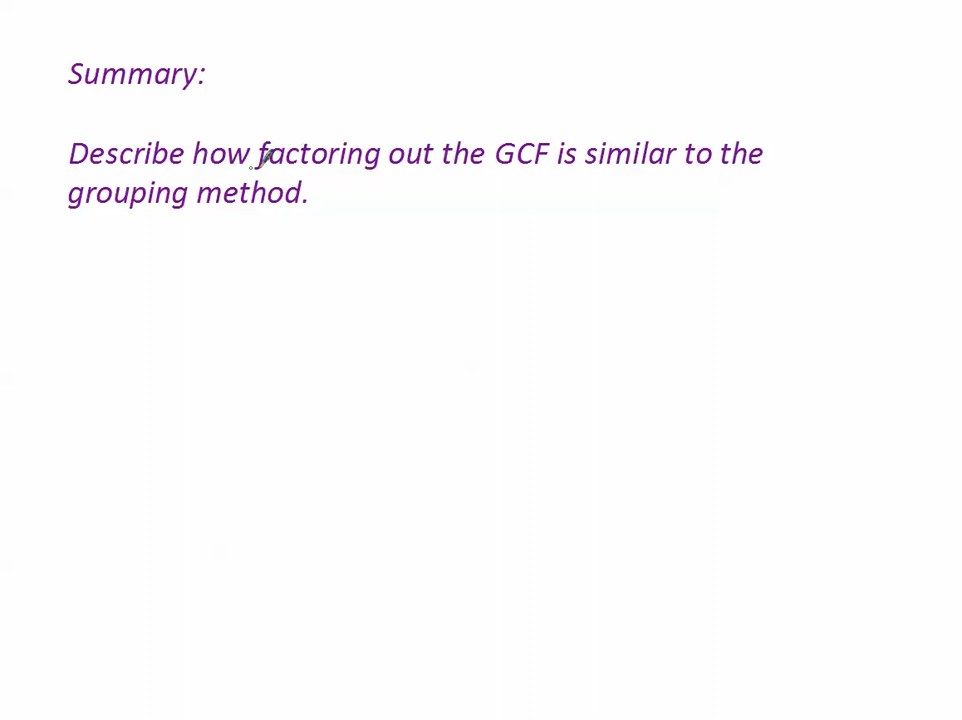 Summary:
Describe how factoring out the GCF is similar to the
grouping method.